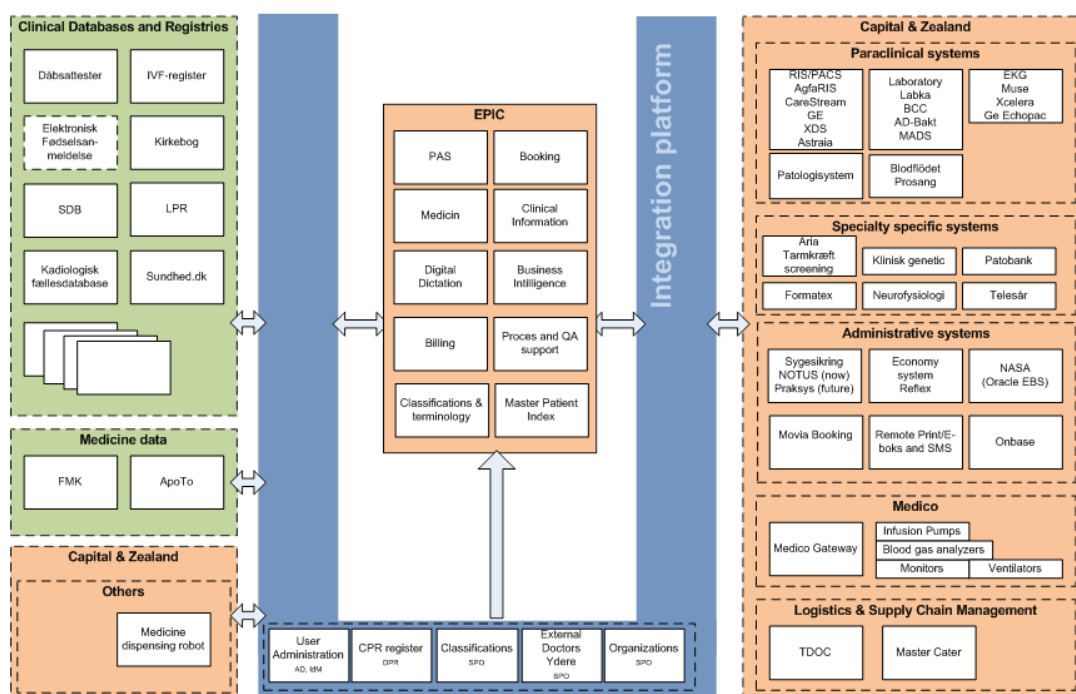 Clinical Databases and Registries
Dåbsattester
IVF-register
Elektronisk
Fødselsan-
meldelse
Kirkebog
SDB
LPR
Kadiologisk
fællesdatabase
Sundhed.dk
Medicine data
FMK
ApoTo
Capital & Zealand
Others
Medicine
dispensing robot
EPIC
PAS
Booking
Medicin
Clinical
Information
Digital
Dictation
Business
Intilligence
Billing
Proces and QA
support
Classifications &
terminology
Master Patient
Index
Integration platform
User
Administration
AD, IdM
CPR register
OPR
Classifications
SPO
External
Doctors
Ydere
SPO
Organizations
SPO
Capital & Zealand
Paraclinical systems
RIS/PACS
AgfaRIS
CareStream
GE
XDS
Astraia
Laboratory
Labka
BCC
AD-Bakt
MADS
EKG
Muse
Xcelera
Ge Echopac
Patologisystem
Blodflödet
Prosang
Specialty specific systems
Aria
Tarmkræft
screening
Klinisk genetic
Patobank
Formatex
Neurofysiologi
Telesår
Administrative systems
Sygesikring
NOTUS (now)
Praksys (future)
Economy
system
Reflex
NASA
(Oracle EBS)
Movia Booking
Remote Print/E-
boks and SMS
Onbase
Medico
Medico Gateway
Infusion Pumps
Blood gas analyzers
Monitors
Ventilators
Logistics & Supply Chain Management
TDOC
Master Cater